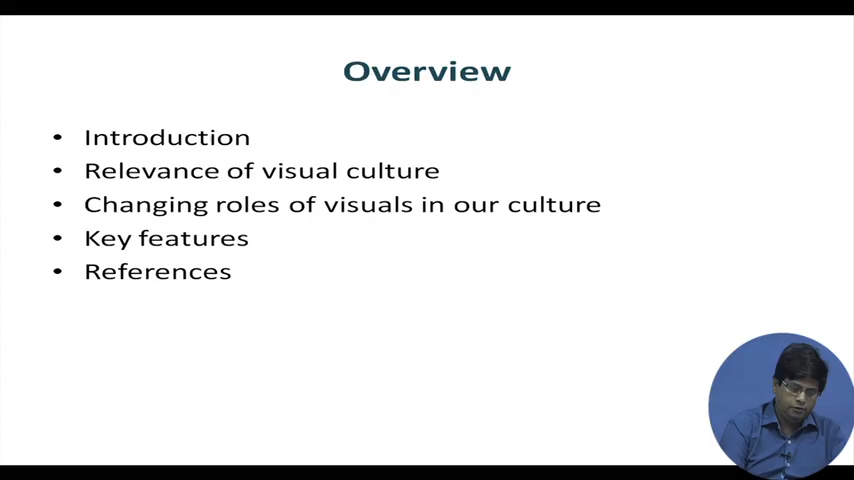 Overview
• Introduction
• Relevance of visual culture
• Changing roles of visuals in our culture
• Key features
• References